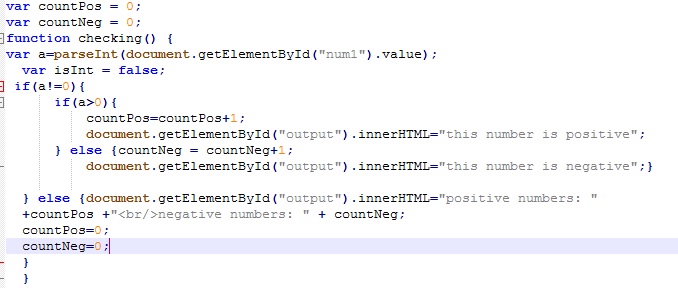 var countPos = 0;
var countNeg = 0;
function checking() {
var a=parseInt(document.getElementById("num1").value);
var isInt = false;
if(a!=0){
if(a>0){
countPos=countPos+1;
document.getElementById("output").innerHTML="this number is positive";
} else {countNeg = countNeg+1;
document.getElementById("output").innerHTML="this number is negative";}
} else {document.getElementById("output").innerHTML="positive numbers: "
+countPos +"<br/>negative numbers: " + countNeg;
countPos=0;
countNeg=0;
}
}